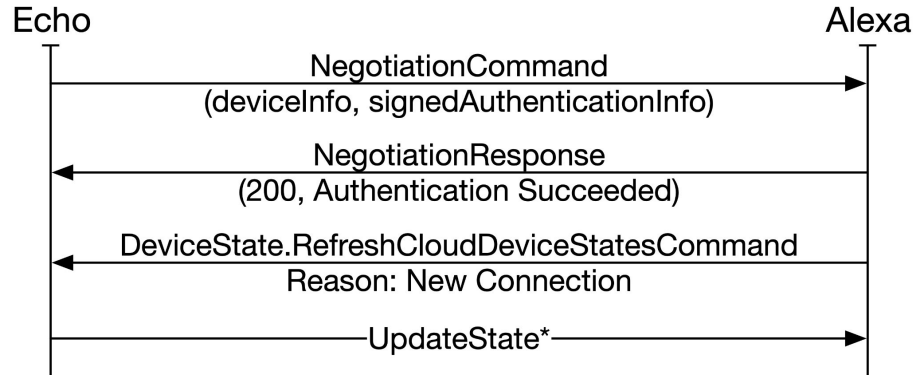 Echo
Alexa
NegotiationCommand
(deviceInfo, signedAuthenticationInfo)
NegotiationResponse
(200, Authentication Succeeded)
DeviceState.RefreshCloudDeviceStatesCommand
Reason: New Connection
UpdateState*